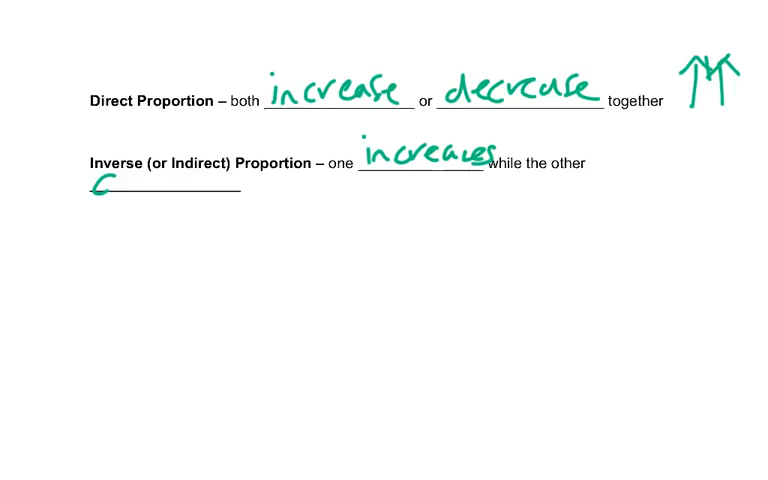 Direct Proportion – both increase or decrease together
Inverse (or Indirect) Proportion – one increases while the other